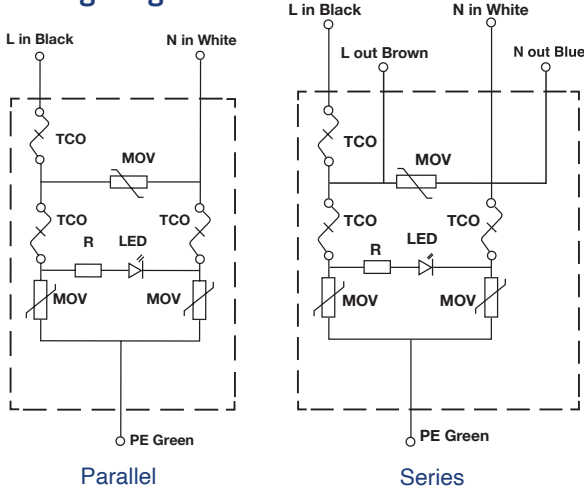 L in Black
N in White
TCO
MOV
TCO
TCO
R
LED
MOV
MOV
PE Green
Parallel
L in Black
N in White
L out Brown
N out Blue
TCO
MOV
TCO
TCO
R
LED
MOV
MOV
PE Green
Series